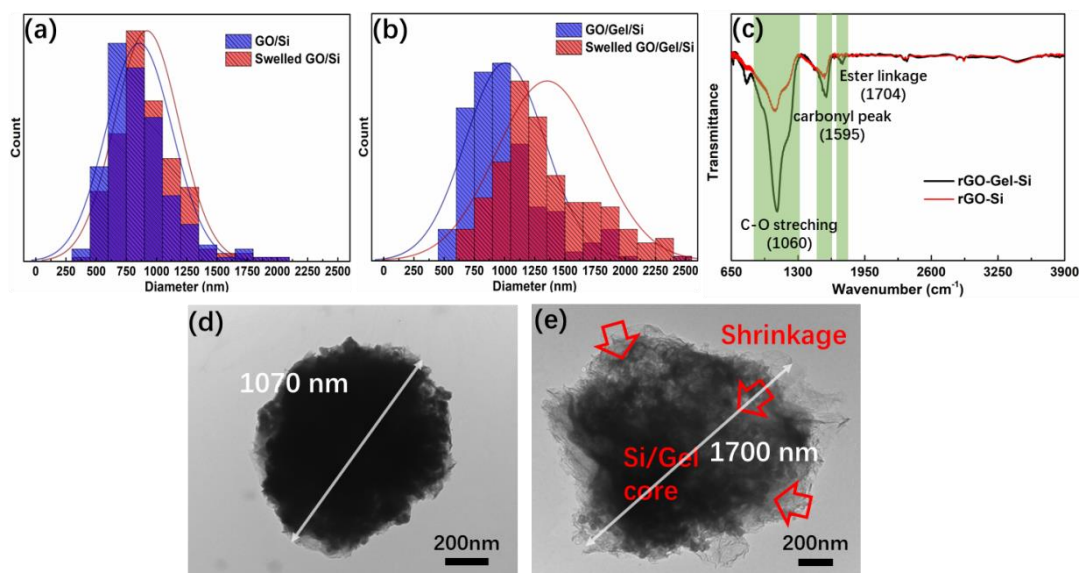 (a)
GO/Si
Swelled GO/Si
Count
0 250 500 750 1000 1250 1500 1750 2000 2250 2500
Diameter (nm)
(b)
GO/Gel/Si
Swelled GO/Gel/Si
Count
0 250 500 750 1000 1250 1500 1750 2000 2250 2500
Diameter (nm)
(c)
Ester linkage
(1704)
carbonyl peak
(1595)
rGO-Gel-Si
rGO-Si
C-O streching
(1060)
Transmittance
650 1300 1950 2600 3250 3900
Wavenumber (cm⁻¹)
(d)
1070 nm
200nm
(e)
Shrinkage
Si/Gel
core
1700 nm
200nm